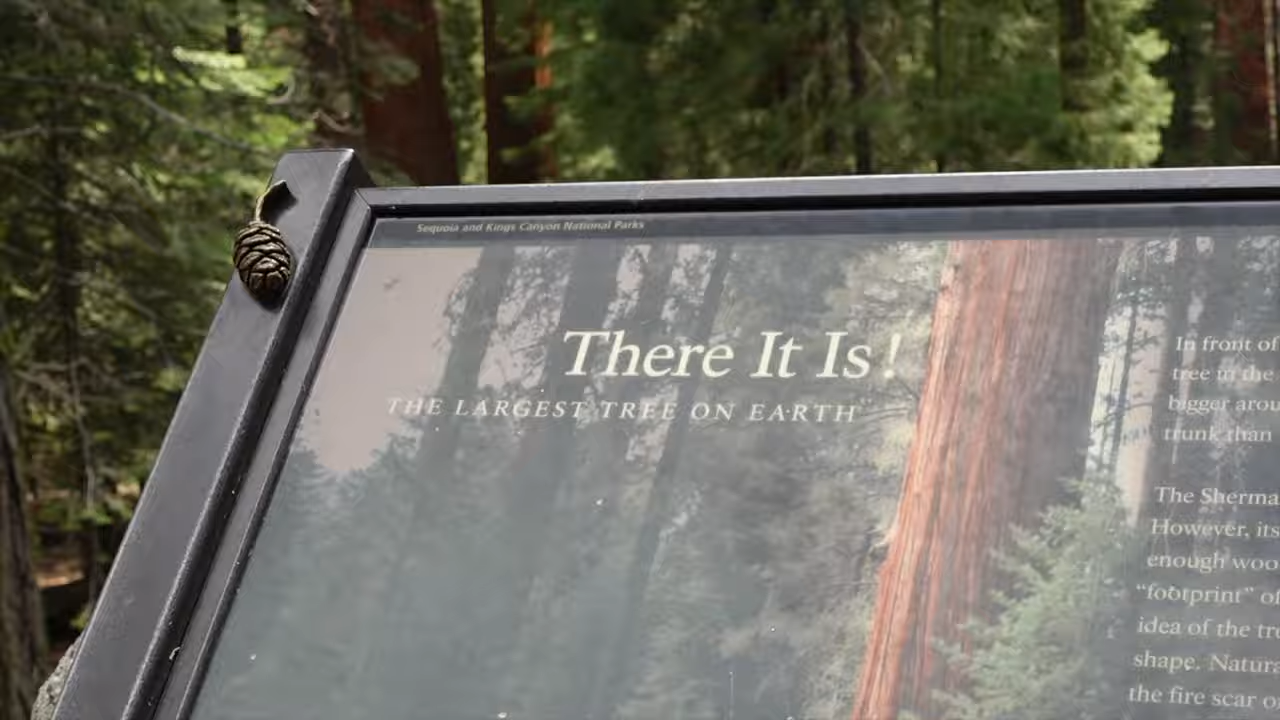 Sequoia and Kings Canyon National Parks
There It Is!
THE LARGEST TREE ON EARTH
In front of
tree in the
bigger arou
trunk than
The Sherma
However, its
enough woo
“footprint” of
idea of the tre
shape. Natura
the fire scar o